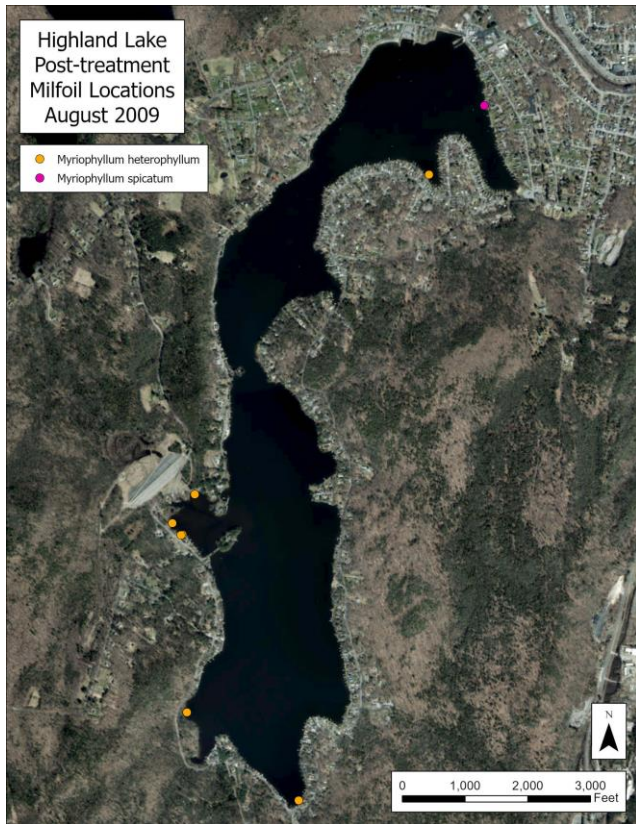 Highland Lake
Post-treatment
Milfoil Locations
August 2009
Myriophyllum heterophyllum
Myriophyllum spicatum
N
0 1,000 2,000 3,000
Feet